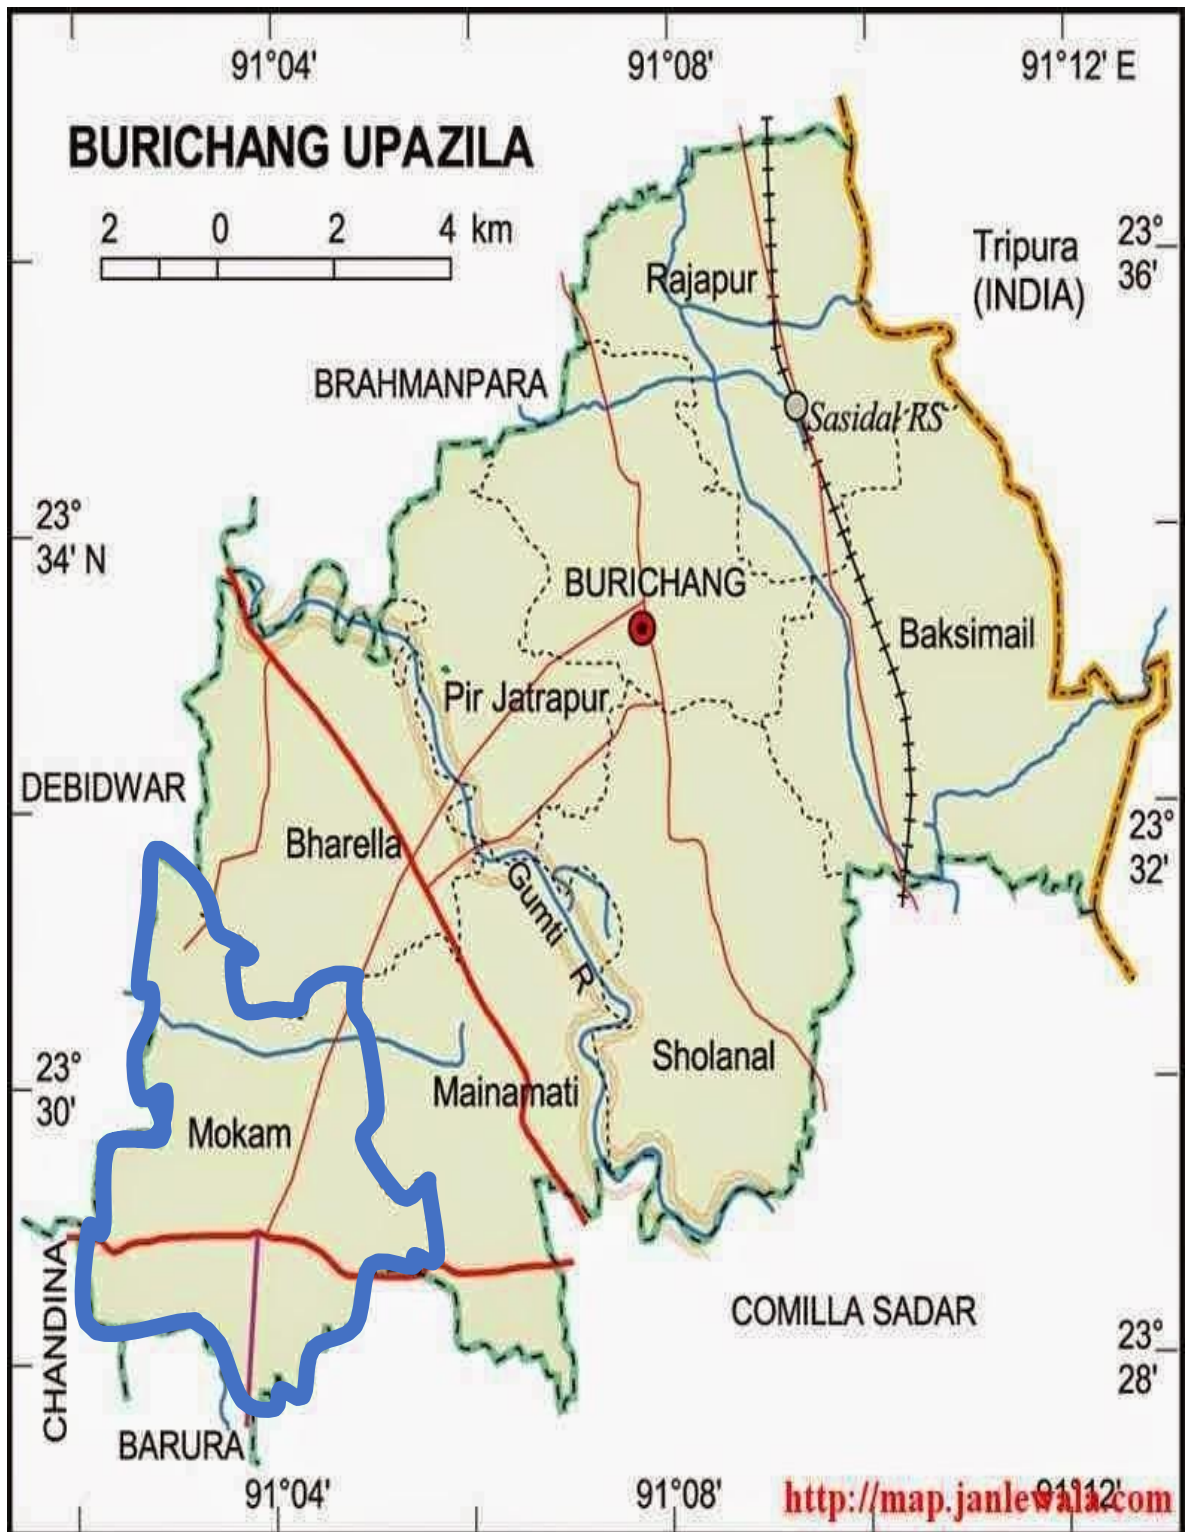 91°04'
91°08'
91°12' E
BURICHANG UPAZILA
2 0 2 4 km
Tripura
(INDIA)
23°
36'
Rajapur
BRAHMANPARA
Sasidal RS
23°
34' N
BURICHANG
Baksimail
Pir Jatrapur
DEBIDWAR
Bharella
23°
32'
Gumti R
Sholanal
23°
30'
Mainamati
Mokam
CHANDINA
COMILLA SADAR
23°
28'
BARURA
91°04'
91°08'
91°12'
http://map.janlewala.com